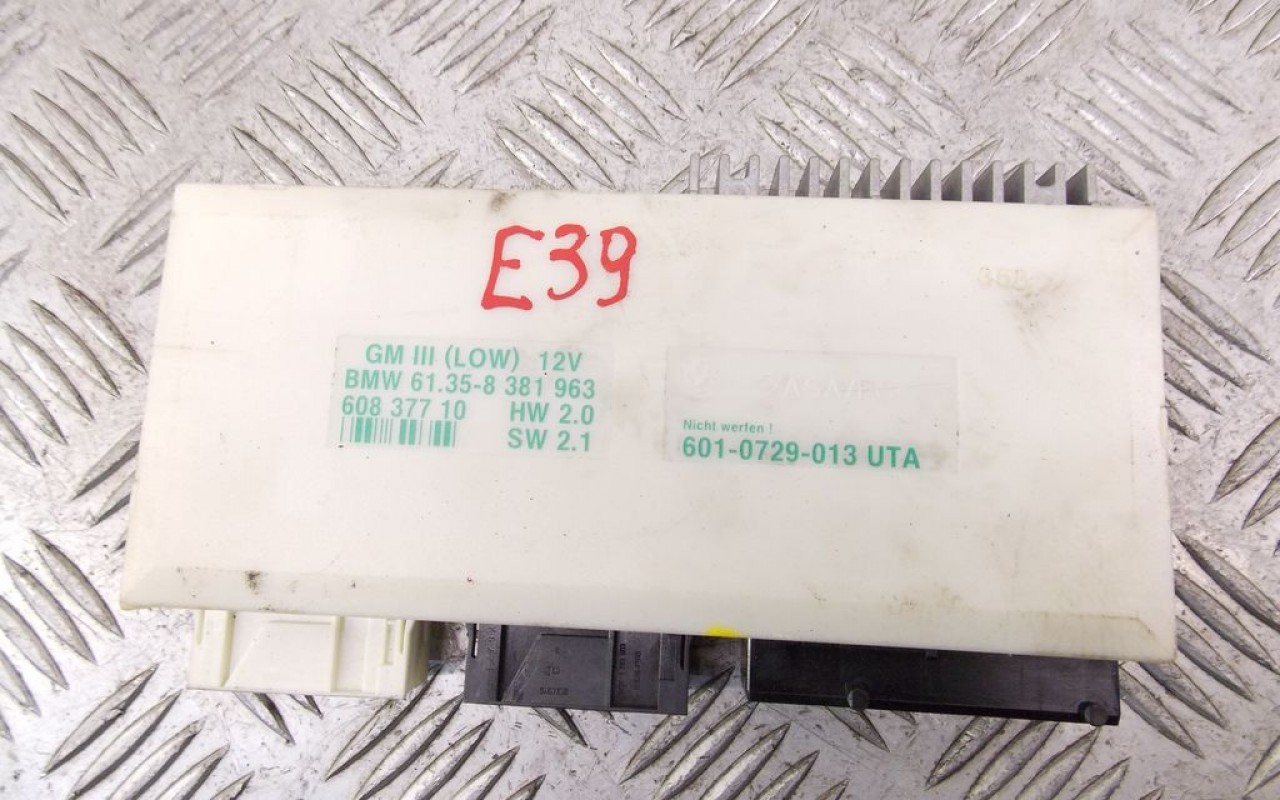 E39
GM III (LOW) 12V
BMW 61.35-8 381 963
608 377 10 HW 2.0
SW 2.1
Nicht werfen !
601-0729-013 UTA